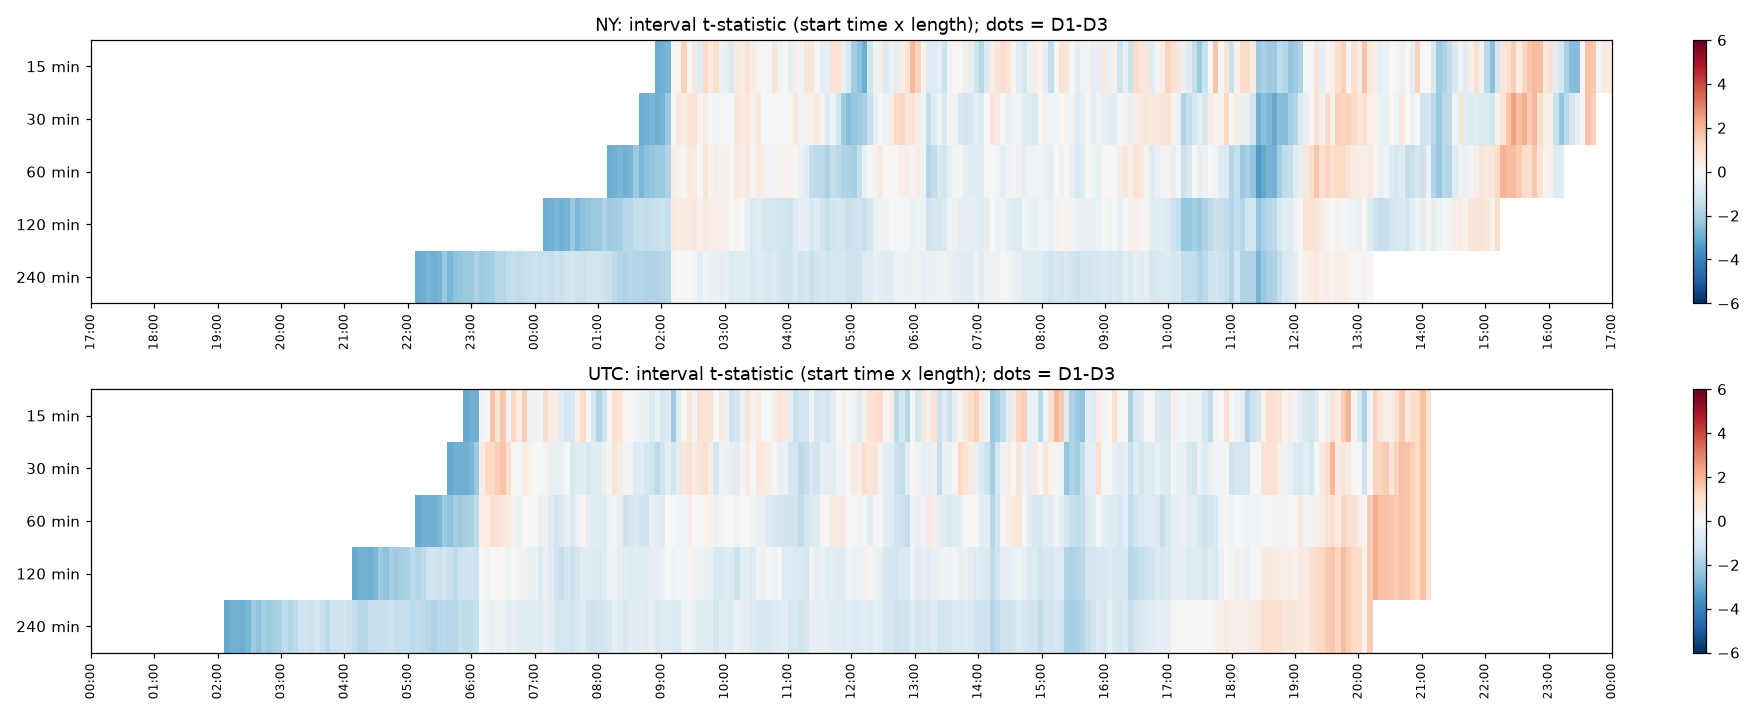 NY: interval t-statistic (start time x length); dots = D1-D3
15 min
30 min
60 min
120 min
240 min
17:00 18:00 19:00 20:00 21:00 22:00 23:00 00:00 01:00 02:00 03:00 04:00 05:00 06:00 07:00 08:00 09:00 10:00 11:00 12:00 13:00 14:00 15:00 16:00 17:00
6
4
2
0
−2
−4
−6
UTC: interval t-statistic (start time x length); dots = D1-D3
15 min
30 min
60 min
120 min
240 min
00:00 01:00 02:00 03:00 04:00 05:00 06:00 07:00 08:00 09:00 10:00 11:00 12:00 13:00 14:00 15:00 16:00 17:00 18:00 19:00 20:00 21:00 22:00 23:00 00:00
6
4
2
0
−2
−4
−6